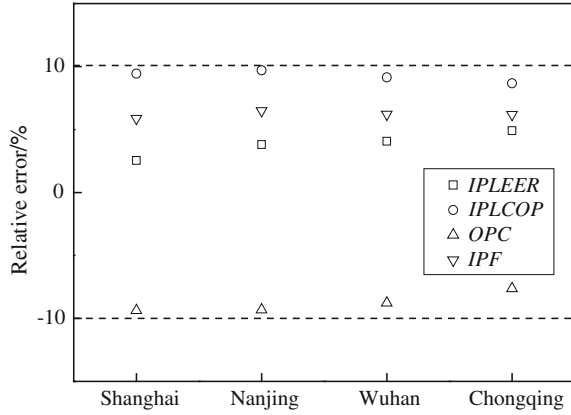 Relative error/%
10
0
-10
IPLEER
IPLCOP
OPC
IPF
Shanghai Nanjing Wuhan Chongqing